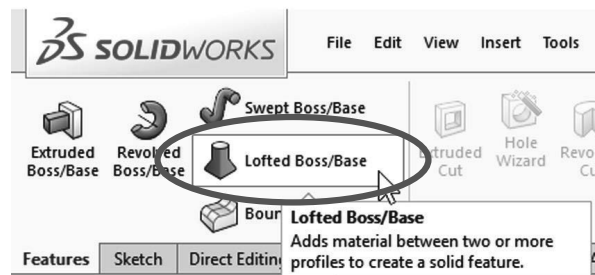 SOLIDWORKS File Edit View Insert Tools
Swept Boss/Base
Extruded Boss/Base
Revolved Boss/Base
Lofted Boss/Base
Extruded Cut
Hole Wizard
Lofted Boss/Base
Adds material between two or more
profiles to create a solid feature.
Features Sketch Direct Editing